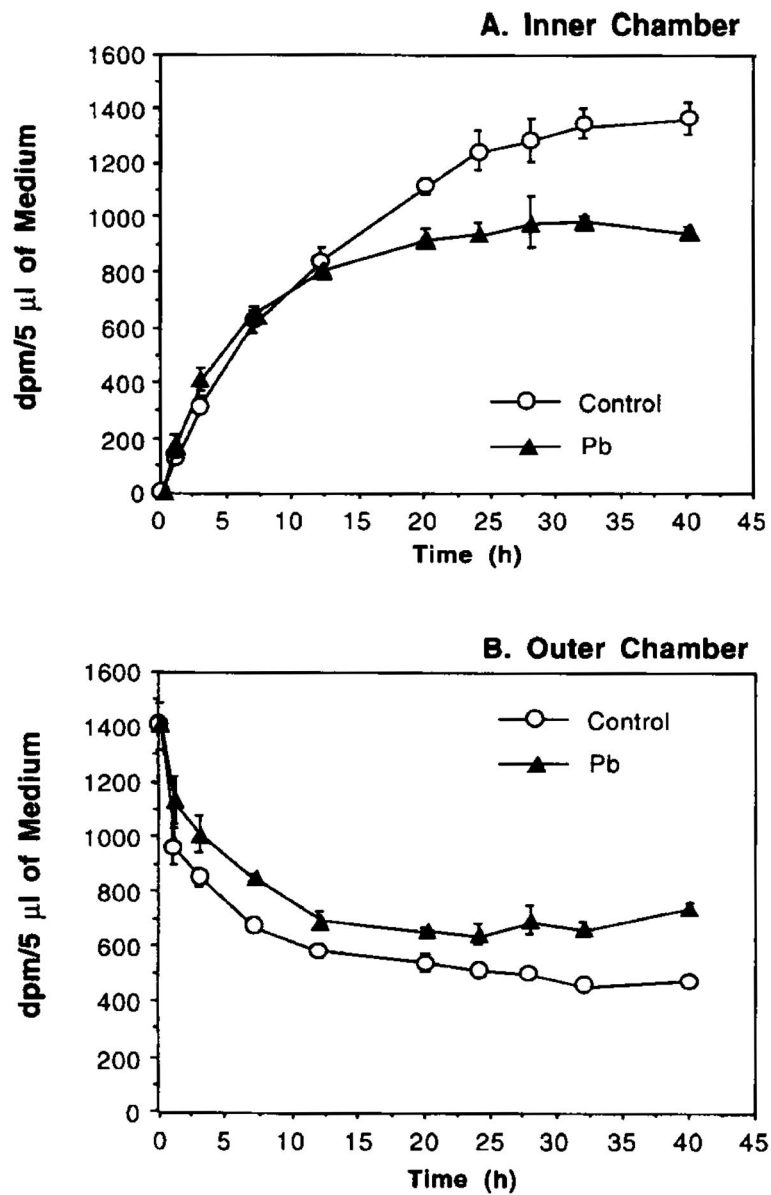 A. Inner Chamber
1600
1400
1200
1000
800
600
400
200
0
dpm/5 µl of Medium
Control
Pb
0 5 10 15 20 25 30 35 40 45
Time (h)
B. Outer Chamber
1600
1400
1200
1000
800
600
400
200
0
dpm/5 µl of Medium
Control
Pb
0 5 10 15 20 25 30 35 40 45
Time (h)